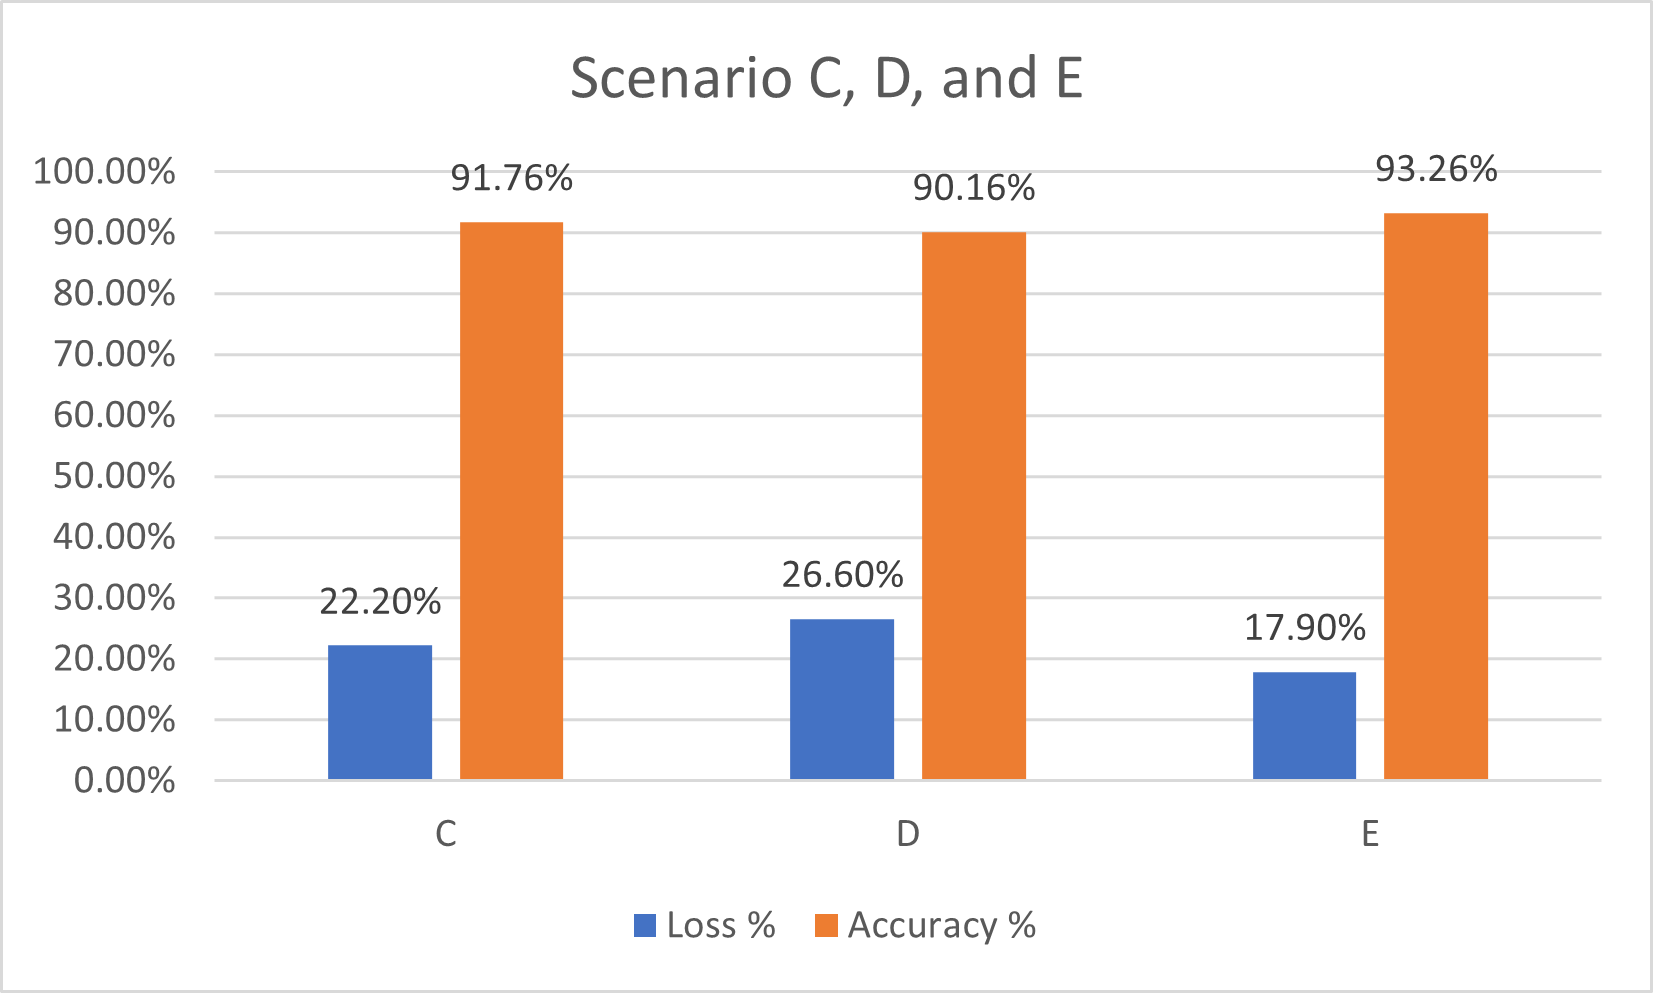 Scenario C, D, and E
100.00%
90.00%
80.00%
70.00%
60.00%
50.00%
40.00%
30.00%
20.00%
10.00%
0.00%
22.20%
91.76%
26.60%
90.16%
17.90%
93.26%
C
D
E
Loss %
Accuracy %